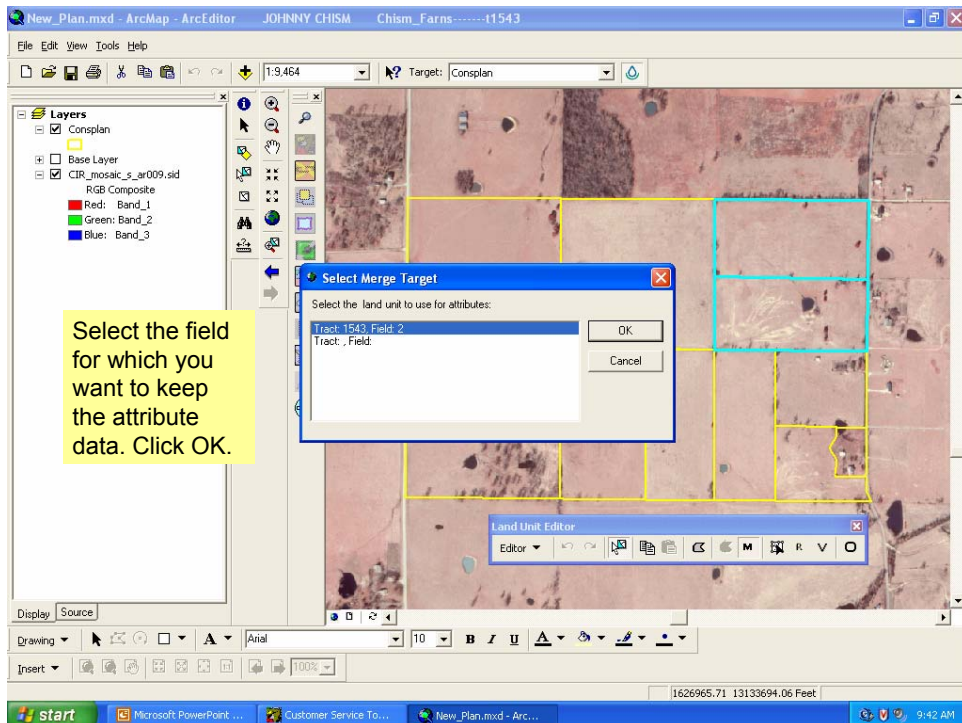 New_Plan.mxd - ArcMap - ArcEditor JOHNNY CHISM Chism_Farns-------t1543
File Edit View Tools Help
1:9,464 Target: Consplan
Layers
Consplan
Base Layer
CIR_mosaic_s_ar009.sid
RGB Composite
Red: Band_1
Green: Band_2
Blue: Band_3
Select Merge Target
Select the land unit to use for attributes:
Tract: 1543, Field: 2
Tract: , Field:
OK
Cancel
Select the field
for which you
want to keep
the attribute
data. Click OK.
Land Unit Editor
Editor M R V O
Display Source
Drawing A Arial 10 B I U A
Insert 100%
1626965.71 13133694.06 Feet
start Microsoft PowerPoint ... Customer Service To... New_Plan.mxd - Arc... 9:42 AM